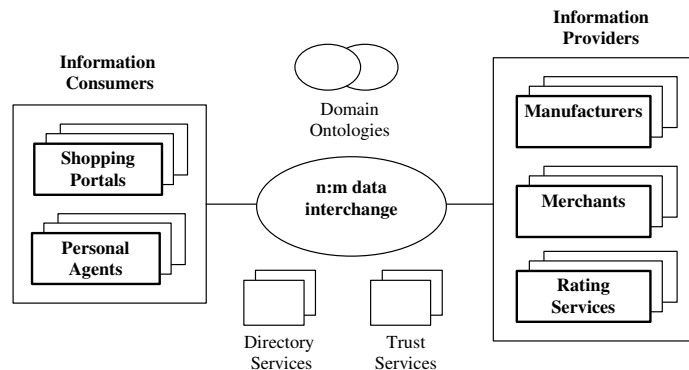 Information
Consumers
Shopping
Portals
Personal
Agents
Domain
Ontologies
n:m data
interchange
Directory
Services
Trust
Services
Information
Providers
Manufacturers
Merchants
Rating
Services